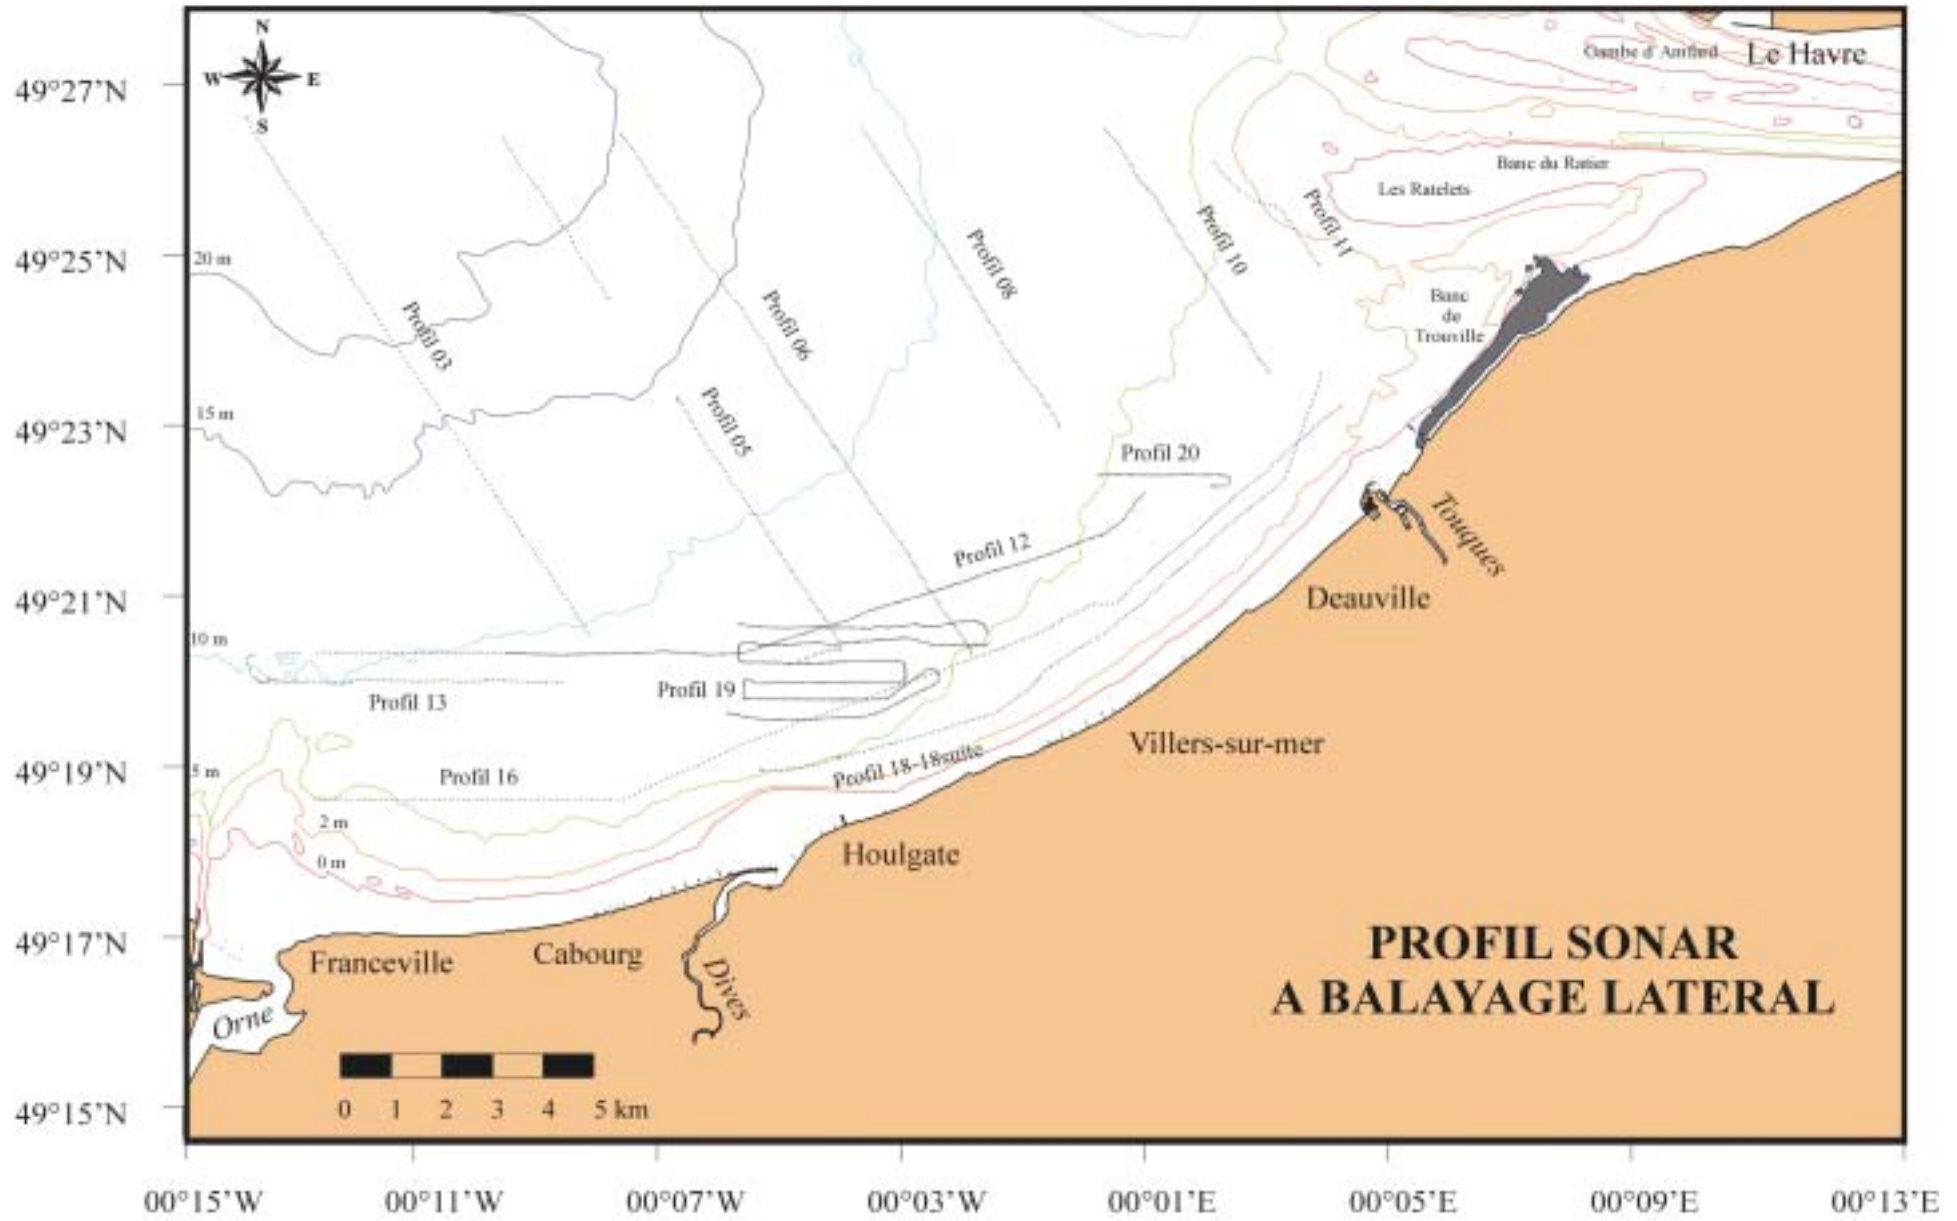 N
W E
S
49°27'N
49°25'N
49°23'N
49°21'N
49°19'N
49°17'N
49°15'N
Le Havre
Banc du Ratier
Les Ratelets
Banc
de
Trouville
20 m
15 m
10 m
5 m
2 m
0 m
Profil 03
Profil 06
Profil 05
Profil 08
Profil 10
Profil 11
Profil 20
Profil 12
Profil 13
Profil 19
Profil 16
Profil 18-18suite
Touques
Deauville
Villers-sur-mer
Houlgate
Cabourg
Franceville
Dives
Orne
PROFIL SONAR
A BALAYAGE LATERAL
0 1 2 3 4 5 km
00°15'W 00°11'W 00°07'W 00°03'W 00°01'E 00°05'E 00°09'E 00°13'E